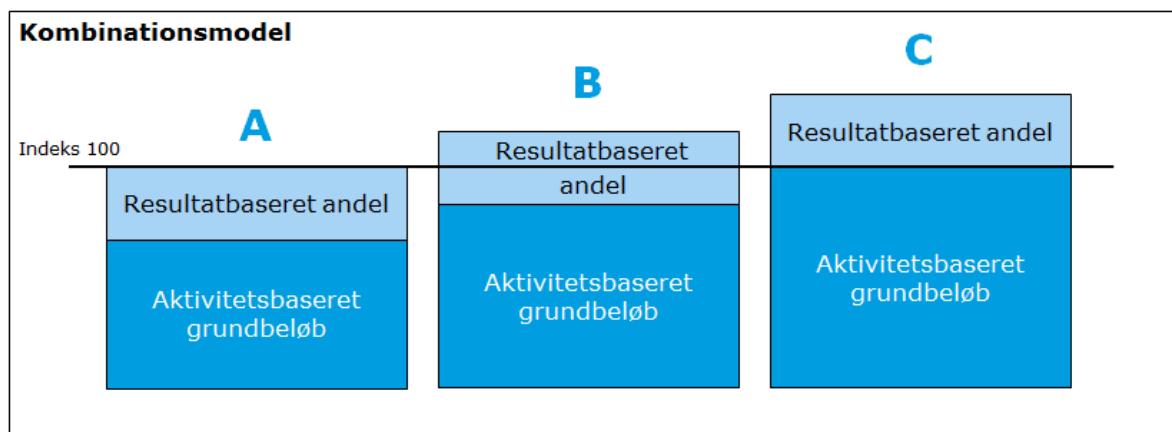 Kombinationsmodel
A
B
C
Indeks 100
Resultatbaseret andel
Aktivitetsbaseret
grundbeløb
Resultatbaseret
andel
Aktivitetsbaseret
grundbeløb
Resultatbaseret andel
Aktivitetsbaseret
grundbeløb